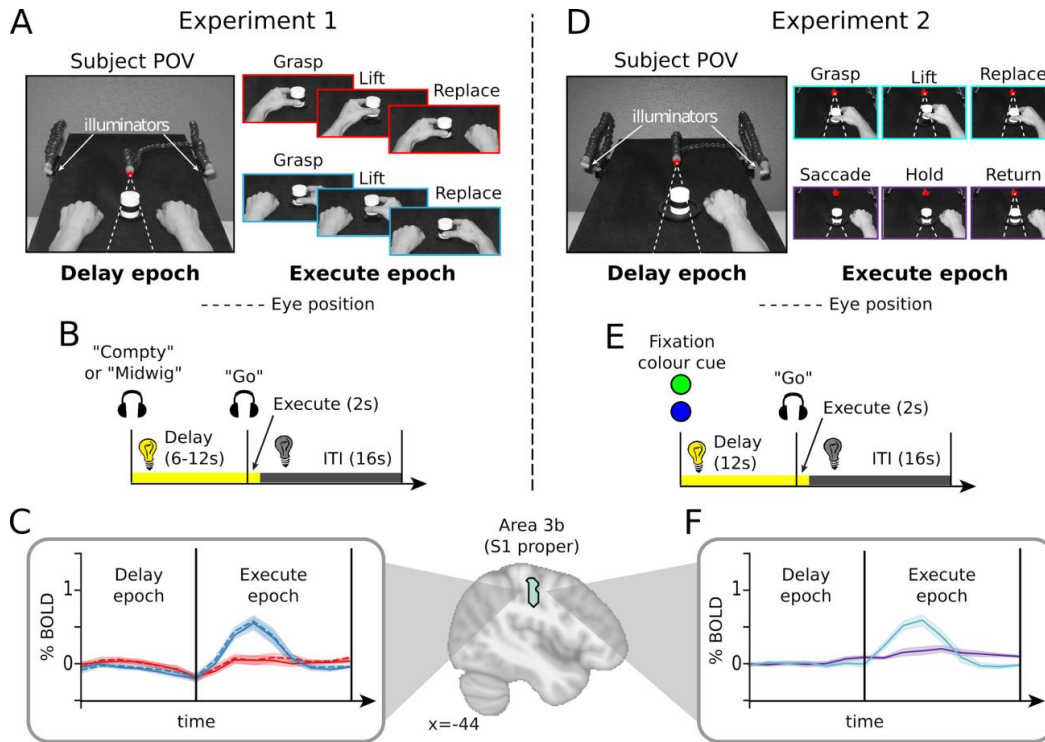 A
Experiment 1
Subject POV
illuminators
Grasp
Lift
Replace
Grasp
Lift
Replace
Delay epoch
Execute epoch
Eye position
B
"Compty"
or "Midwig"
"Go"
Execute (2s)
Delay
(6-12s)
ITI (16s)
C
% BOLD
1
0
Delay
epoch
Execute
epoch
time
Area 3b
(S1 proper)
x=-44
D
Experiment 2
Subject POV
illuminators
Grasp
Lift
Replace
Saccade
Hold
Return
Delay epoch
Execute epoch
Eye position
E
Fixation
colour cue
"Go"
Execute (2s)
Delay
(12s)
ITI (16s)
F
% BOLD
1
0
Delay
epoch
Execute
epoch
time